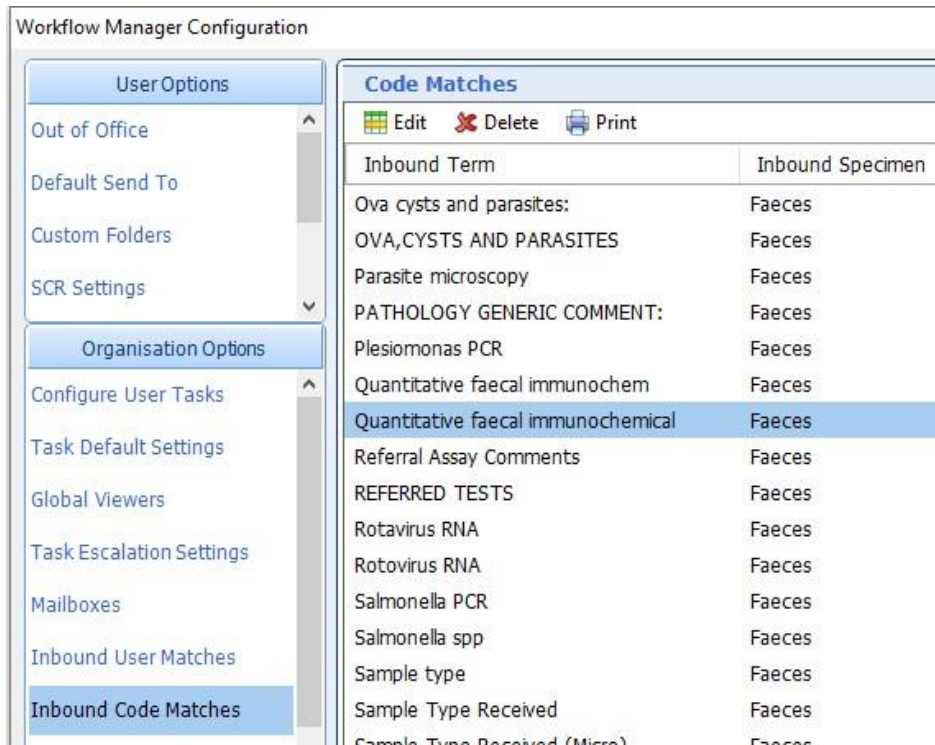 Workflow Manager Configuration
User Options
Out of Office
Default Send To
Custom Folders
SCR Settings
Organisation Options
Configure User Tasks
Task Default Settings
Global Viewers
Task Escalation Settings
Mailboxes
Inbound User Matches
Inbound Code Matches
Code Matches
Edit Delete Print
Inbound Term Inbound Specimen
Ova cysts and parasites: Faeces
OVA,CYSTS AND PARASITES Faeces
Parasite microscopy Faeces
PATHOLOGY GENERIC COMMENT: Faeces
Plesiomonas PCR Faeces
Quantitative faecal immunochem Faeces
Quantitative faecal immunochemical Faeces
Referral Assay Comments Faeces
REFERRED TESTS Faeces
Rotavirus RNA Faeces
Rotovirus RNA Faeces
Salmonella PCR Faeces
Salmonella spp Faeces
Sample type Faeces
Sample Type Received Faeces
Sample Type Received (Micro) Faeces